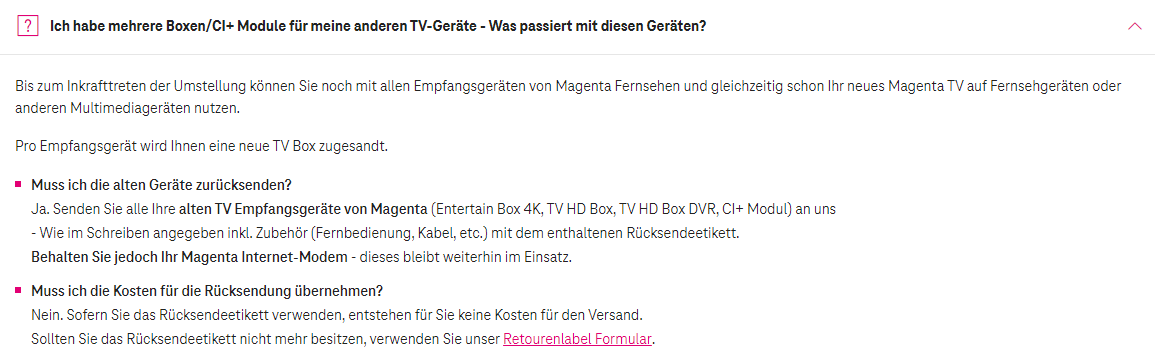 Ich habe mehrere Boxen/CI+ Module für meine anderen TV-Geräte - Was passiert mit diesen Geräten?
Bis zum Inkrafttreten der Umstellung können Sie noch mit allen Empfangsgeräten von Magenta Fernsehen und gleichzeitig schon Ihr neues Magenta TV auf Fernsehgeräten oder
anderen Multimediageräten nutzen.
Pro Empfangsgerät wird Ihnen eine neue TV Box zugesandt.
Muss ich die alten Geräte zurücksenden?
Ja. Senden Sie alle Ihre alten TV Empfangsgeräte von Magenta (Entertain Box 4K, TV HD Box, TV HD Box DVR, CI+ Modul) an uns
- Wie im Schreiben angegeben inkl. Zubehör (Fernbedienung, Kabel, etc.) mit dem enthaltenen Rücksendeetikett.
Behalten Sie jedoch Ihr Magenta Internet-Modem - dieses bleibt weiterhin im Einsatz.
Muss ich die Kosten für die Rücksendung übernehmen?
Nein. Sofern Sie das Rücksendeetikett verwenden, entstehen für Sie keine Kosten für den Versand.
Sollten Sie das Rücksendeetikett nicht mehr besitzen, verwenden Sie unser Retourenlabel Formular.